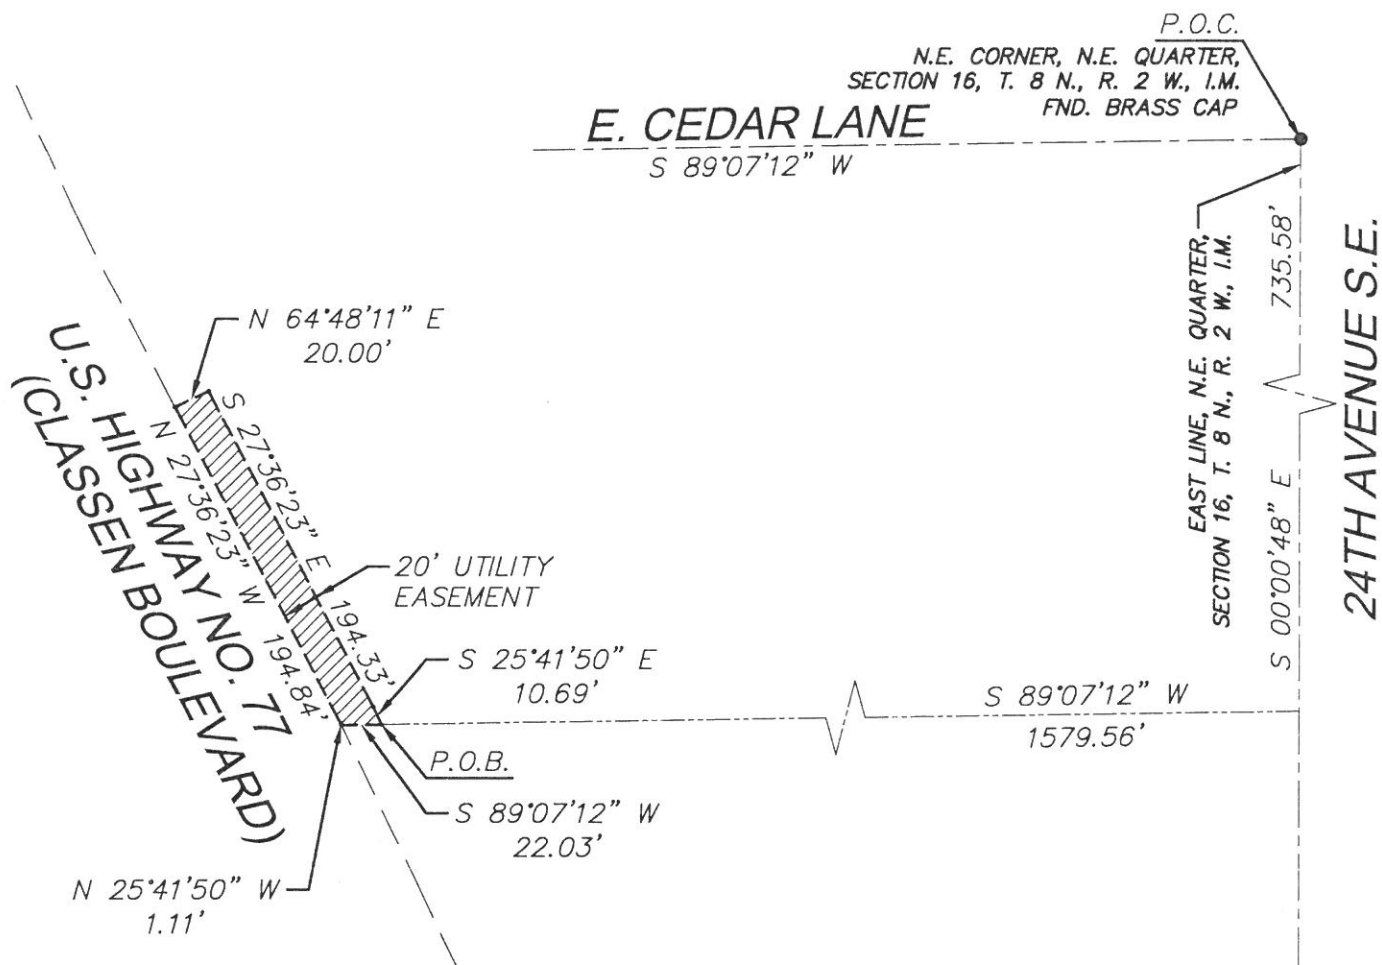 P.O.C.
N.E. CORNER, N.E. QUARTER,
SECTION 16, T. 8 N., R. 2 W., I.M.
FND. BRASS CAP
E. CEDAR LANE
S 89°07'12" W
EAST LINE, N.E. QUARTER,
SECTION 16, T. 8 N., R. 2 W., I.M.
735.58'
S 00°00'48" E
24TH AVENUE S.E.
N 64°48'11" E
20.00'
S 27°36'23" E 194.33'
N 27°36'23" W 194.84'
U.S. HIGHWAY NO. 77
(CLASSEN BOULEVARD)
20' UTILITY
EASEMENT
S 25°41'50" E
10.69'
S 89°07'12" W
1579.56'
P.O.B.
S 89°07'12" W
22.03'
N 25°41'50" W
1.11'